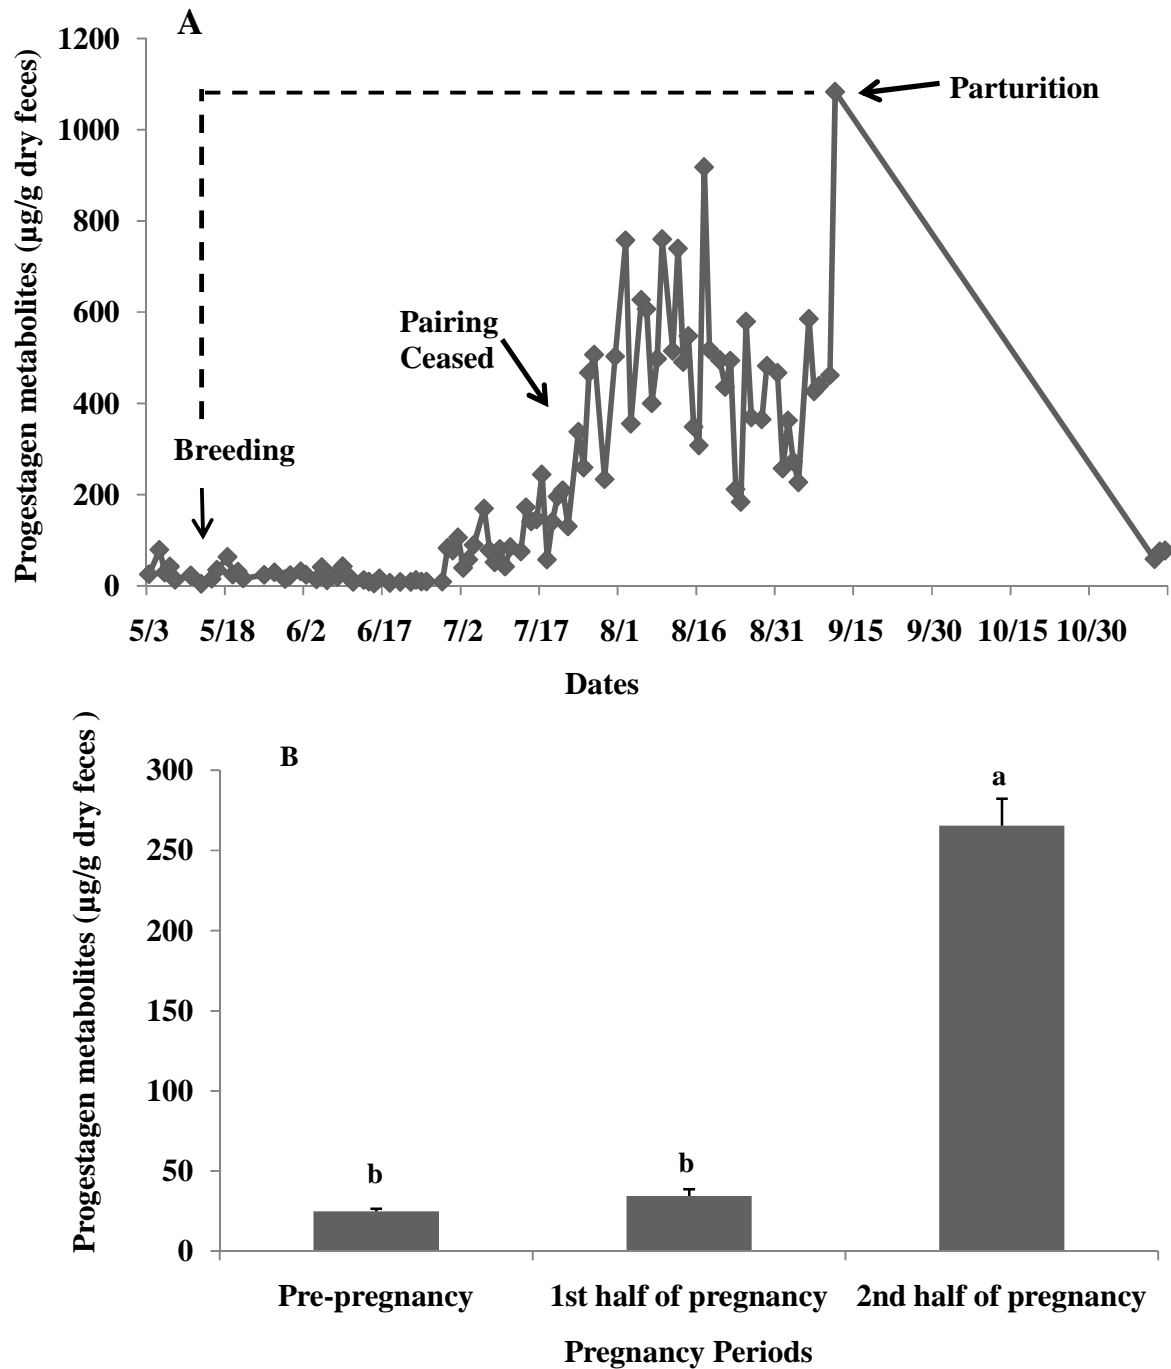 A
Progestagen metabolites (µg/g dry feces)
1200
1000
800
600
400
200
0
Parturition
Pairing
Ceased
Breeding
5/3 5/18 6/2 6/17 7/2 7/17 8/1 8/16 8/31 9/15 9/30 10/15 10/30
Dates
B
Progestagen metabolites (µg/g dry feces )
300
250
200
150
100
50
0
b
b
a
Pre-pregnancy 1st half of pregnancy 2nd half of pregnancy
Pregnancy Periods